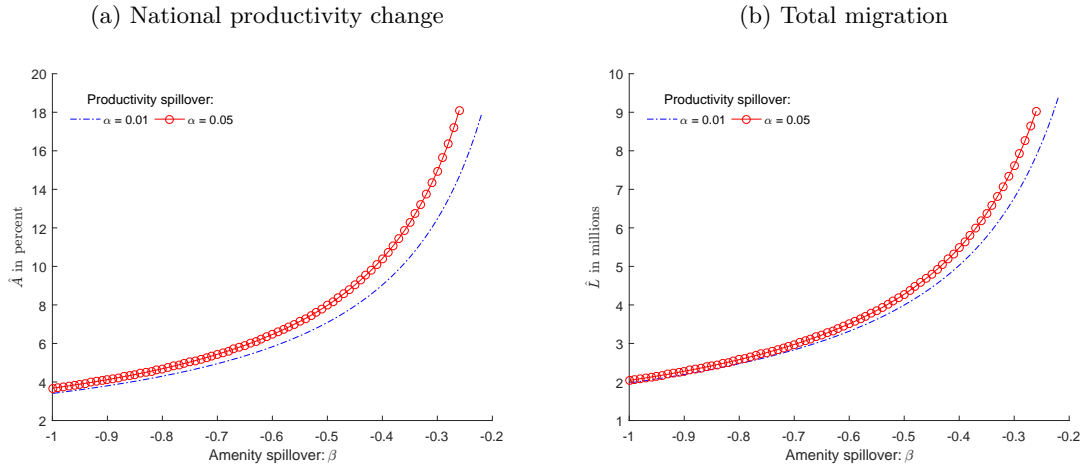 (a) National productivity change
20
18
16
14
12
10
8
6
4
2
Â in percent
Productivity spillover:
α = 0.01 α = 0.05
-1 -0.9 -0.8 -0.7 -0.6 -0.5 -0.4 -0.3 -0.2
Amenity spillover: β
(b) Total migration
10
9
8
7
6
5
4
3
2
1
0
L̂ in millions
Productivity spillover:
α = 0.01 α = 0.05
-1 -0.9 -0.8 -0.7 -0.6 -0.5 -0.4 -0.3 -0.2
Amenity spillover: β